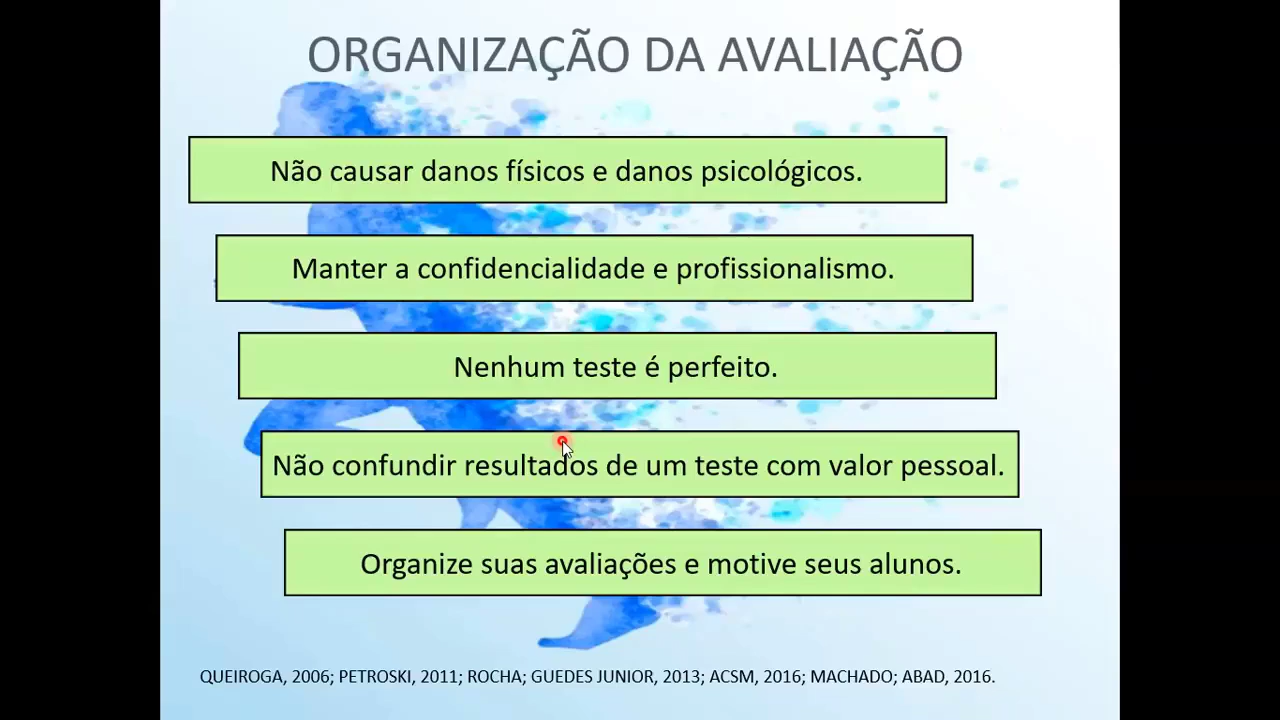 ORGANIZAÇÃO DA AVALIAÇÃO
Não causar danos físicos e danos psicológicos.
Manter a confidencialidade e profissionalismo.
Nenhum teste é perfeito.
Não confundir resultados de um teste com valor pessoal.
Organize suas avaliações e motive seus alunos.
QUEIROGA, 2006; PETROSKI, 2011; ROCHA; GUEDES JUNIOR, 2013; ACSM, 2016; MACHADO; ABAD, 2016.